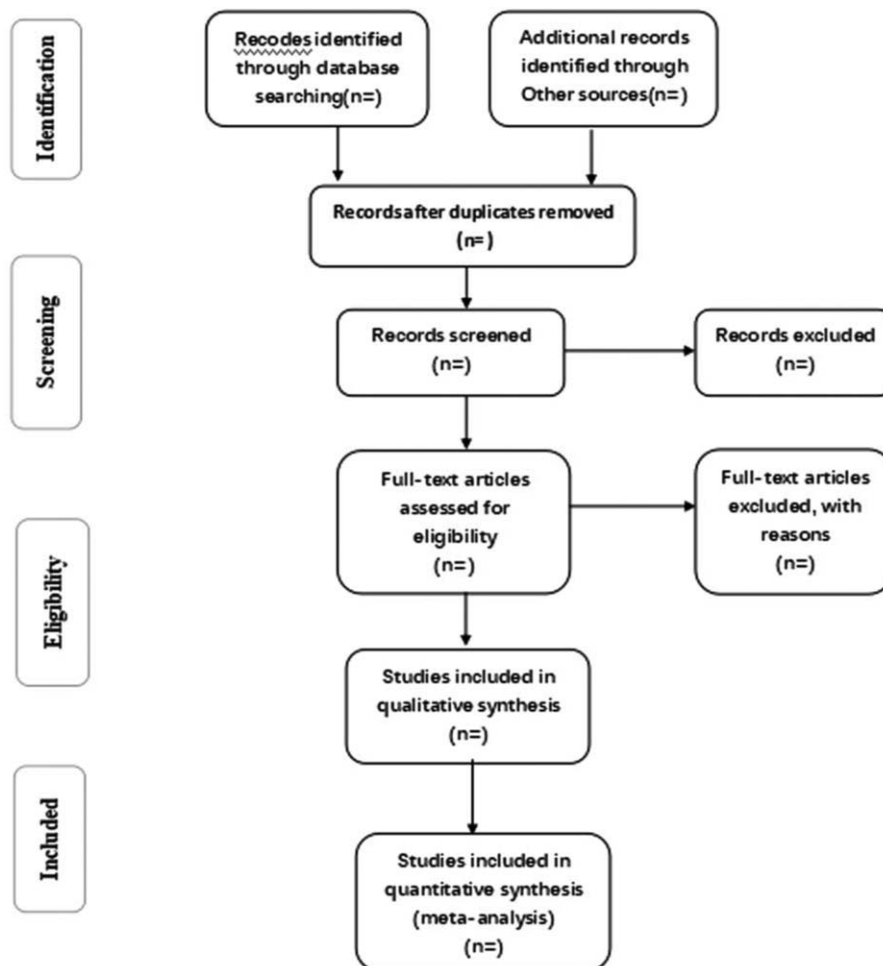 Identification
Recodes identified
through database
searching(n=)
Additional records
identified through
Other sources(n=)
Records after duplicates removed
(n=)
Screening
Records screened
(n=)
Records excluded
(n=)
Eligibility
Full-text articles
assessed for
eligibility
(n=)
Full-text articles
excluded, with
reasons
(n=)
Studies included in
qualitative synthesis
(n=)
Included
Studies included in
quantitative synthesis
(meta-analysis)
(n=)